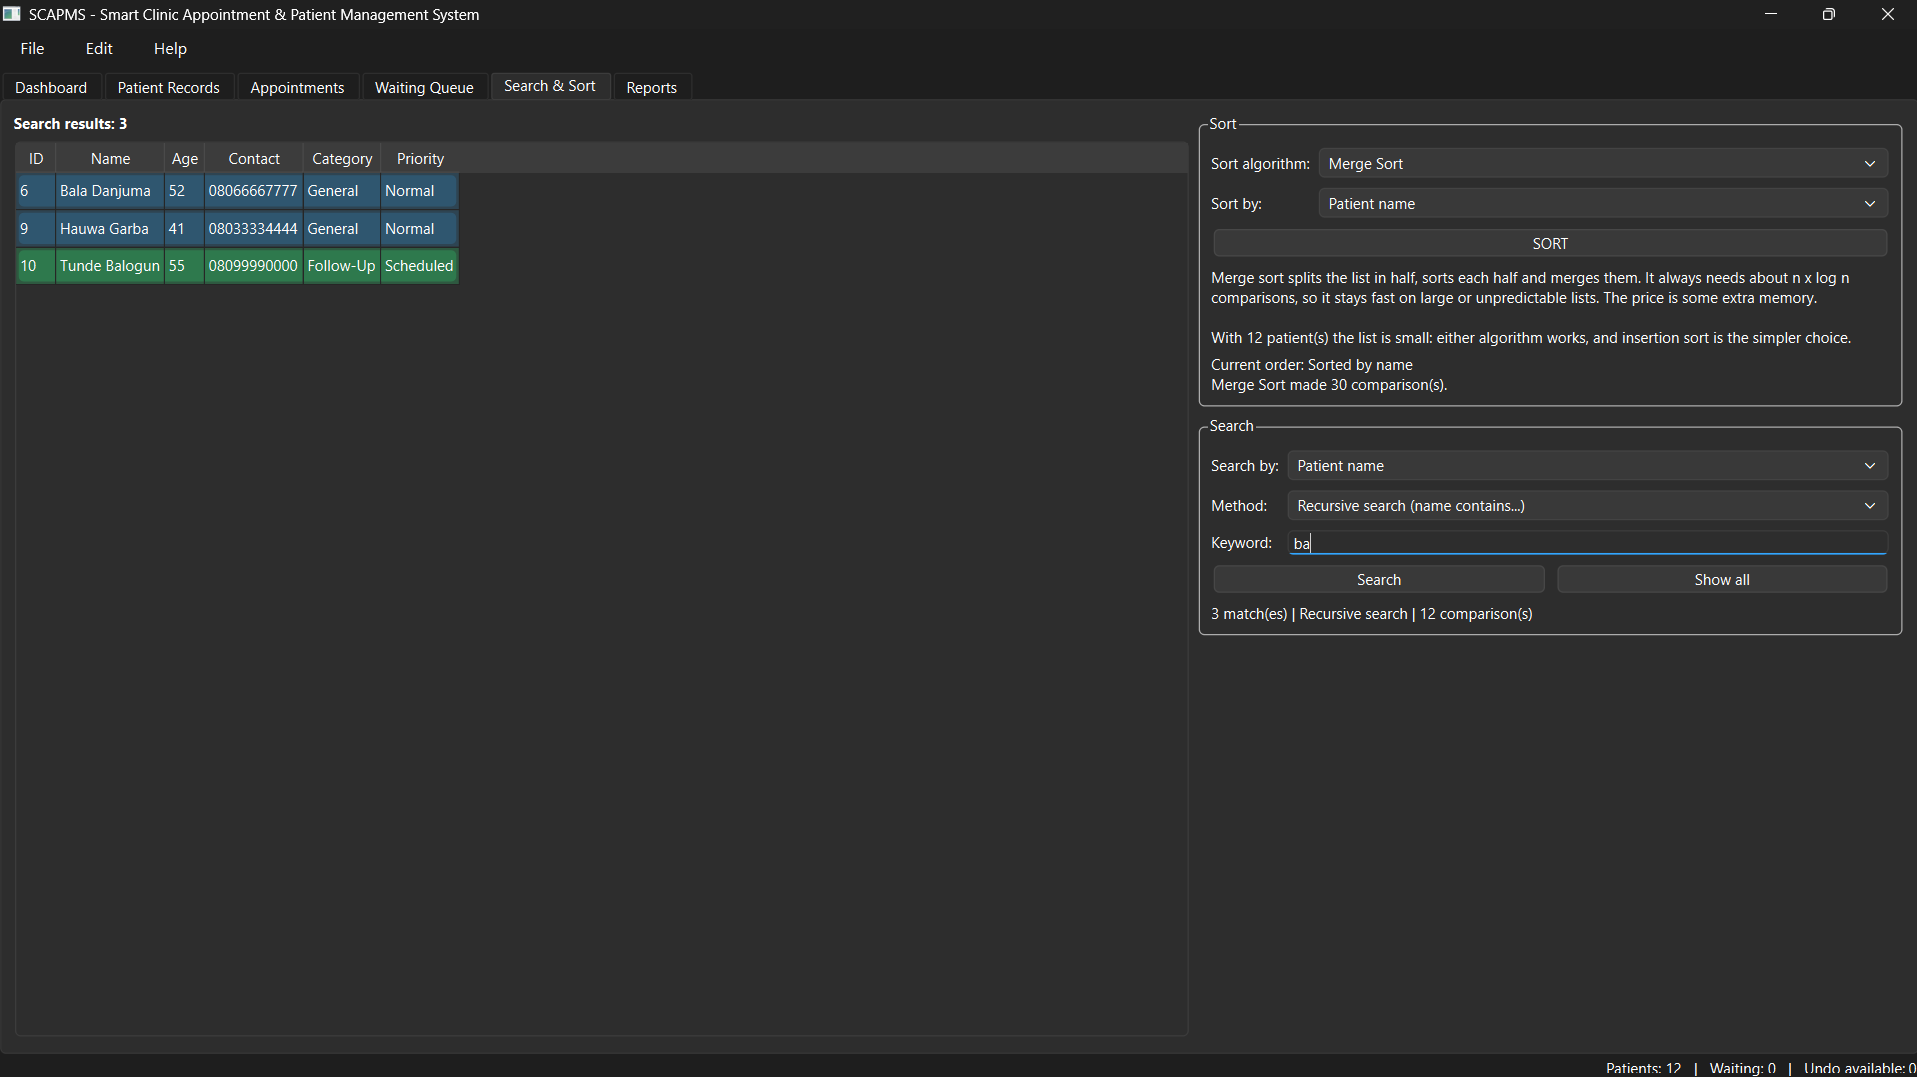 SCAPMS - Smart Clinic Appointment & Patient Management System
File Edit Help
Dashboard Patient Records Appointments Waiting Queue Search & Sort Reports
Search results: 3
ID Name Age Contact Category Priority
6 Bala Danjuma 52 08066667777 General Normal
9 Hauwa Garba 41 08033334444 General Normal
10 Tunde Balogun 55 08099990000 Follow-Up Scheduled
Sort
Sort algorithm: Merge Sort
Sort by: Patient name
SORT
Merge sort splits the list in half, sorts each half and merges them. It always needs about n x log n
comparisons, so it stays fast on large or unpredictable lists. The price is some extra memory.
With 12 patient(s) the list is small: either algorithm works, and insertion sort is the simpler choice.
Current order: Sorted by name
Merge Sort made 30 comparison(s).
Search
Search by: Patient name
Method: Recursive search (name contains...)
Keyword: ba
Search Show all
3 match(es) | Recursive search | 12 comparison(s)
Patients: 12 | Waiting: 0 | Undo available: 0